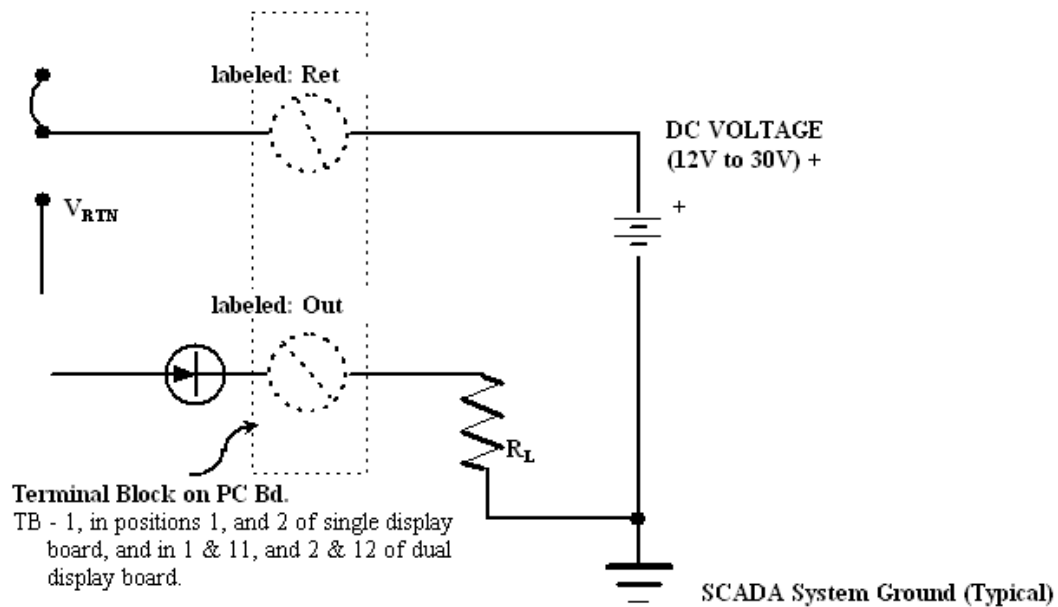 labeled: Ret
DC VOLTAGE
(12V to 30V) +
+
VRTN
labeled: Out
RL
Terminal Block on PC Bd.
TB - 1, in positions 1, and 2 of single display
board, and in 1 & 11, and 2 & 12 of dual
display board.
SCADA System Ground (Typical)